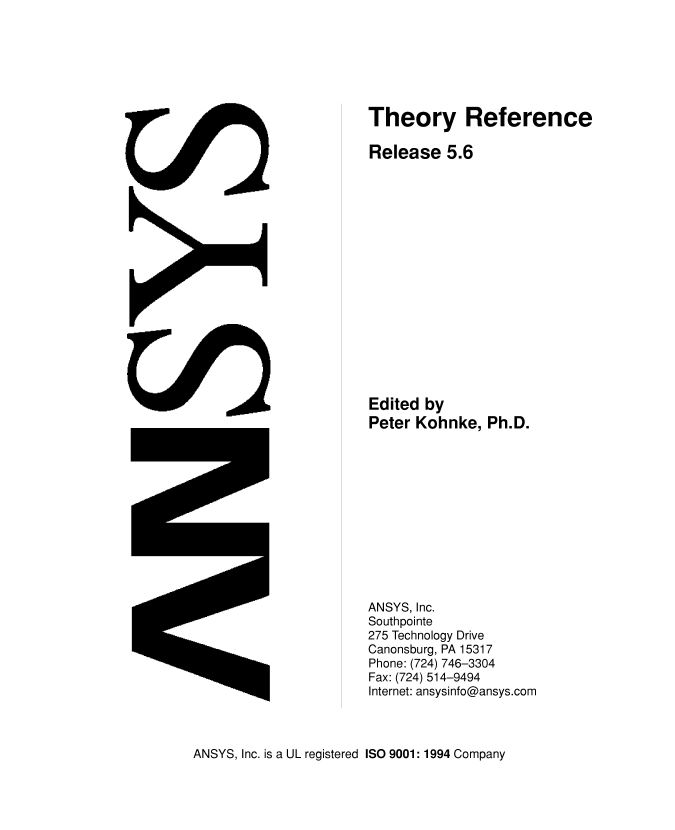 ANSYS
Theory Reference
Release 5.6
Edited by
Peter Kohnke, Ph.D.
ANSYS, Inc.
Southpointe
275 Technology Drive
Canonsburg, PA 15317
Phone: (724) 746–3304
Fax: (724) 514–9494
Internet: ansysinfo@ansys.com
ANSYS, Inc. is a UL registered ISO 9001: 1994 Company